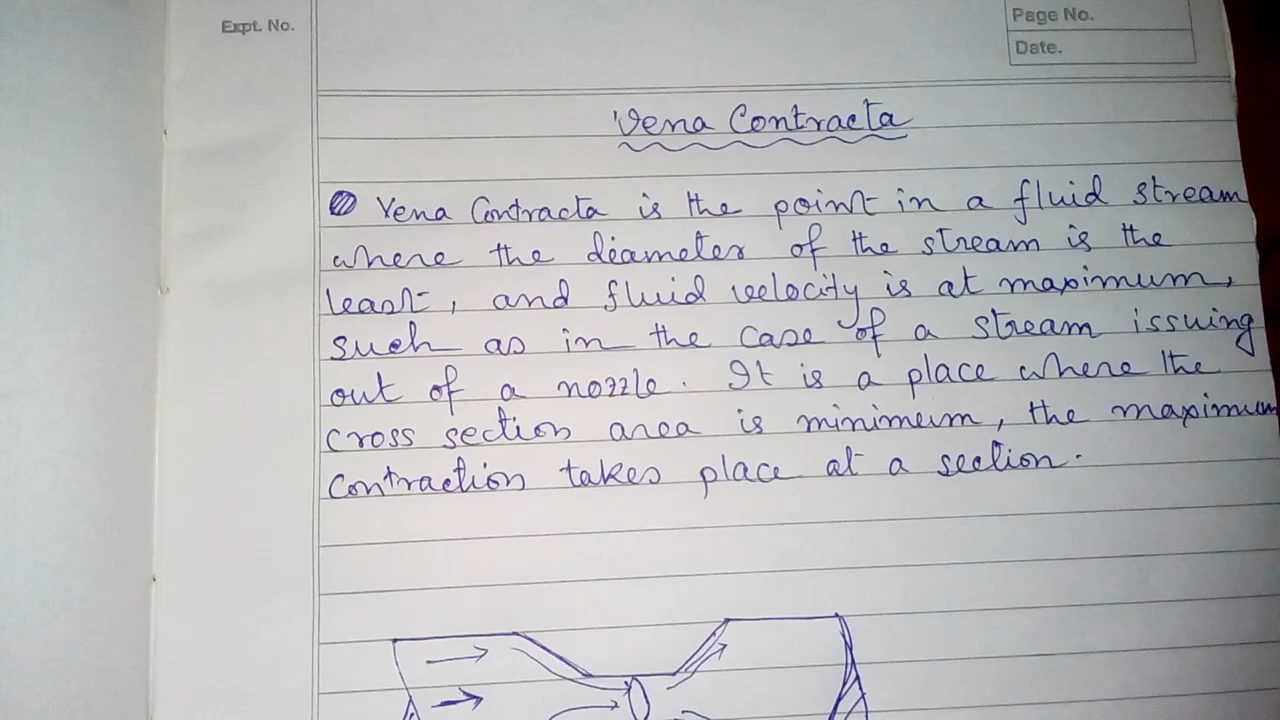 Expt. No.
Page No.
Date.
Vena Contracta
Vena Contracta is the point in a fluid stream
where the diameter of the stream is the
least, and fluid velocity is at maximum,
such as in the case of a stream issuing
out of a nozzle. It is a place where the
cross section area is minimum, the maximum
contraction takes place at a section.